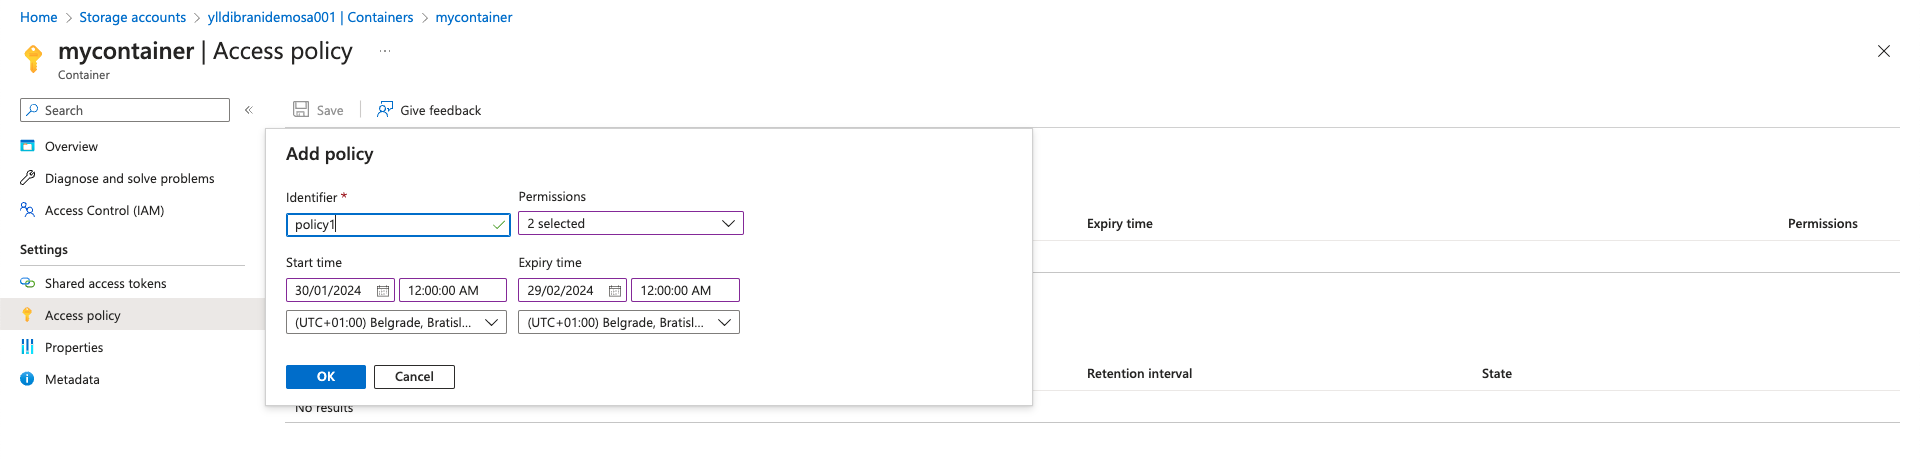 Home > Storage accounts > ylldibranidemosa001 | Containers > mycontainer
mycontainer | Access policy ...
Container
Search
«
Save
Give feedback
Overview
Diagnose and solve problems
Access Control (IAM)
Settings
Shared access tokens
Access policy
Properties
Metadata
Add policy
Identifier *
Permissions
policy1
2 selected
Start time
Expiry time
30/01/2024
12:00:00 AM
29/02/2024
12:00:00 AM
(UTC+01:00) Belgrade, Bratisl...
(UTC+01:00) Belgrade, Bratisl...
OK
Cancel
Expiry time
Permissions
Retention interval
State
No results